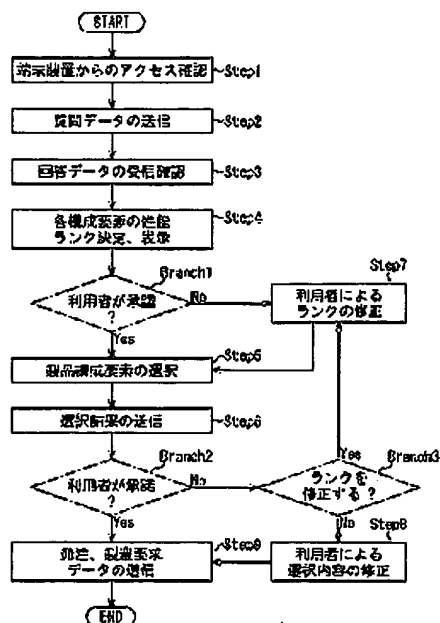 START
端末装置からのアクセス確認
Step1
質問データの送信
Step2
回答データの受信確認
Step3
各構成要素の性能
ランク決定、表示
Step4
Branch1
利用者が承諾
?
No
Yes
Step7
利用者による
ランクの修正
製品構成要素の選択
Step5
選択結果の送信
Step6
Branch2
利用者が承諾
?
No
Yes
Branch3
ランクを
修正する?
Yes
No
Step8
利用者による
選択内容の修正
Step9
データの送信
END